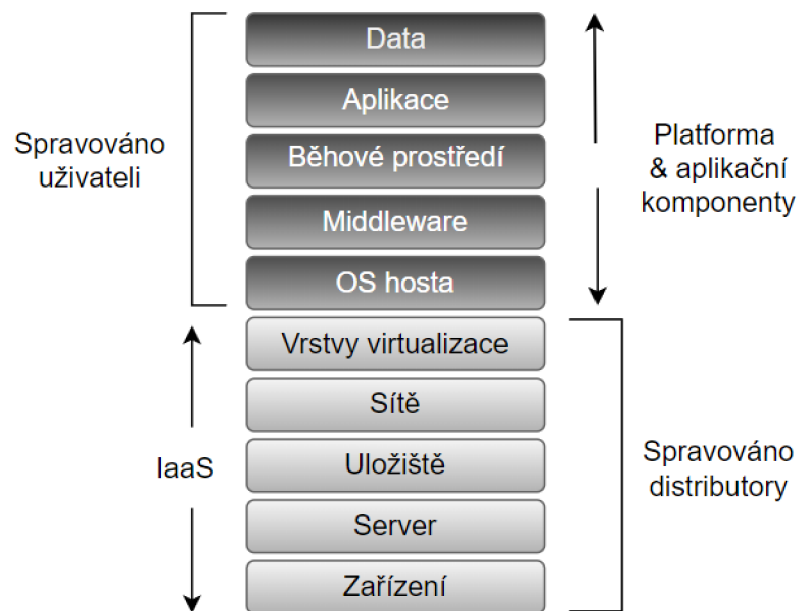 Data
Aplikace
Běhové prostředí
Middleware
OS hosta
Vrstvy virtualizace
Sítě
Uložiště
Server
Zařízení
Spravováno
uživateli
IaaS
Platforma
& aplikační
komponenty
Spravováno
distributory